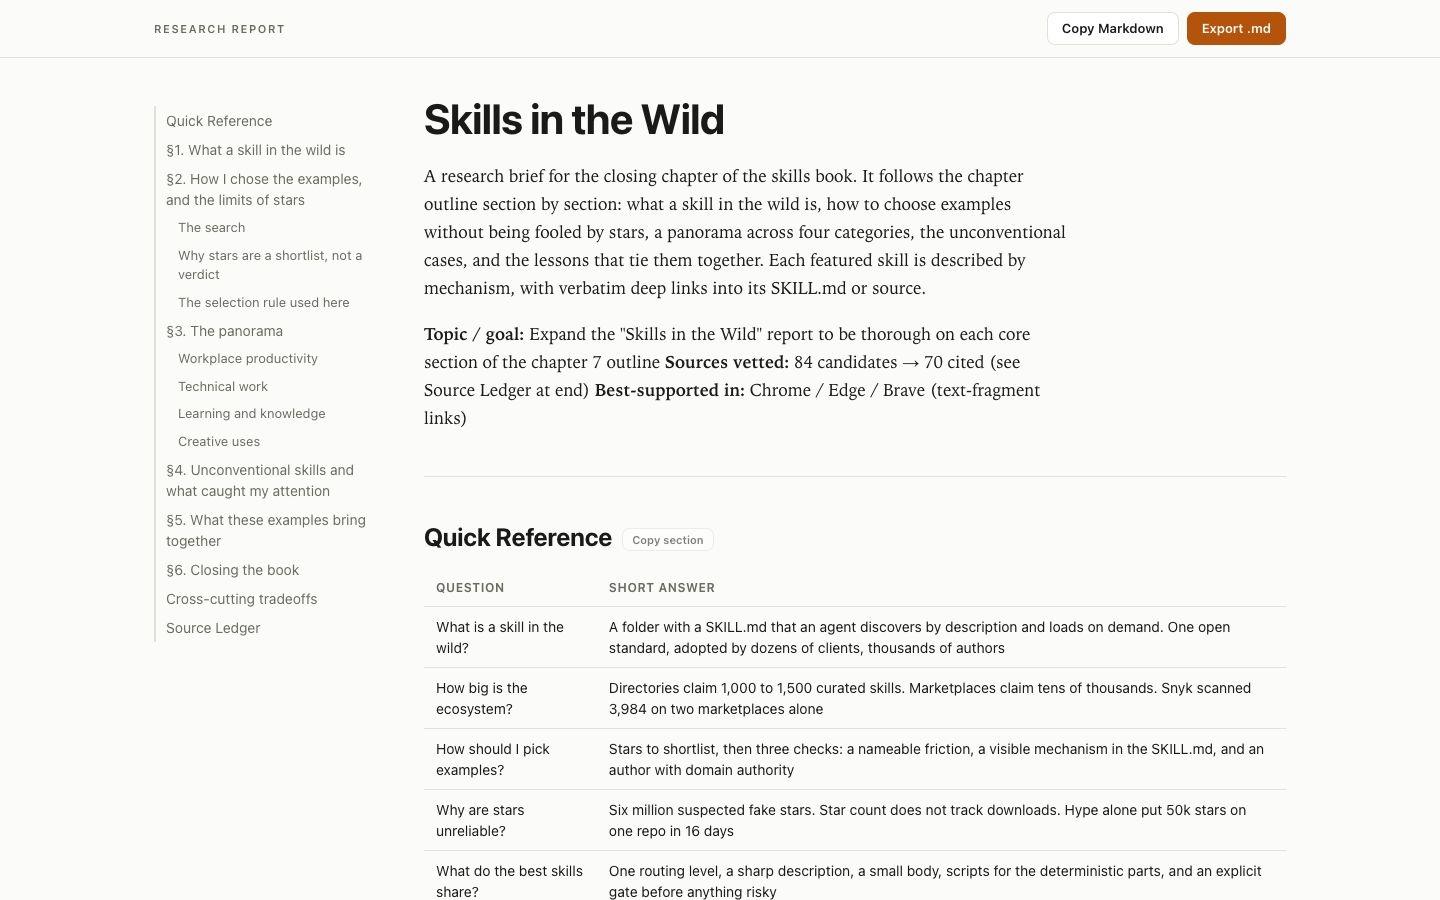 RESEARCH REPORT
Copy Markdown
Export .md
Quick Reference
§1. What a skill in the wild is
§2. How I chose the examples,
and the limits of stars
The search
Why stars are a shortlist, not a
verdict
The selection rule used here
§3. The panorama
Workplace productivity
Technical work
Learning and knowledge
Creative uses
§4. Unconventional skills and
what caught my attention
§5. What these examples bring
together
§6. Closing the book
Cross-cutting tradeoffs
Source Ledger
Skills in the Wild
A research brief for the closing chapter of the skills book. It follows the chapter
outline section by section: what a skill in the wild is, how to choose examples
without being fooled by stars, a panorama across four categories, the unconventional
cases, and the lessons that tie them together. Each featured skill is described by
mechanism, with verbatim deep links into its SKILL.md or source.
Topic / goal: Expand the "Skills in the Wild" report to be thorough on each core
section of the chapter 7 outline Sources vetted: 84 candidates → 70 cited (see
Source Ledger at end) Best-supported in: Chrome / Edge / Brave (text-fragment
links)
Quick Reference
Copy section
QUESTION
SHORT ANSWER
What is a skill in the
wild?
A folder with a SKILL.md that an agent discovers by description and loads on demand. One open
standard, adopted by dozens of clients, thousands of authors
How big is the
ecosystem?
Directories claim 1,000 to 1,500 curated skills. Marketplaces claim tens of thousands. Snyk scanned
3,984 on two marketplaces alone
How should I pick
examples?
Stars to shortlist, then three checks: a nameable friction, a visible mechanism in the SKILL.md, and an
author with domain authority
Why are stars
unreliable?
Six million suspected fake stars. Star count does not track downloads. Hype alone put 50k stars on
one repo in 16 days
What do the best skills
share?
One routing level, a sharp description, a small body, scripts for the deterministic parts, and an explicit
gate before anything risky